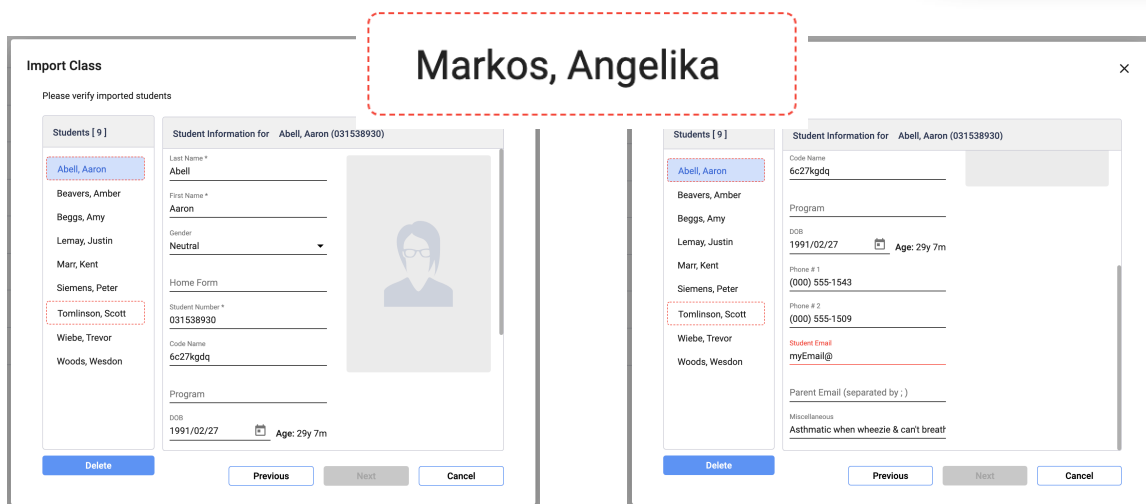 Markos, Angelika
Import Class
Please verify imported students
Students [ 9 ]
Abell, Aaron
Beavers, Amber
Beggs, Amy
Lemay, Justin
Marr, Kent
Siemens, Peter
Tomlinson, Scott
Wiebe, Trevor
Woods, Wesdon
Delete
Student Information for Abell, Aaron (031538930)
Last Name *
Abell
First Name *
Aaron
Gender
Neutral
Home Form
Student Number *
031538930
Code Name
6c27kgdq
Program
DOB
1991/02/27 Age: 29y 7m
Previous Next Cancel
Students [ 9 ]
Abell, Aaron
Beavers, Amber
Beggs, Amy
Lemay, Justin
Marr, Kent
Siemens, Peter
Tomlinson, Scott
Wiebe, Trevor
Woods, Wesdon
Delete
Student Information for Abell, Aaron (031538930)
Code Name
6c27kgdq
Program
DOB
1991/02/27 Age: 29y 7m
Phone # 1
(000) 555-1543
Phone # 2
(000) 555-1509
Student Email
myEmail@
Parent Email (separated by ; )
Miscellaneous
Asthmatic when wheezie & can't breath
Previous Next Cancel